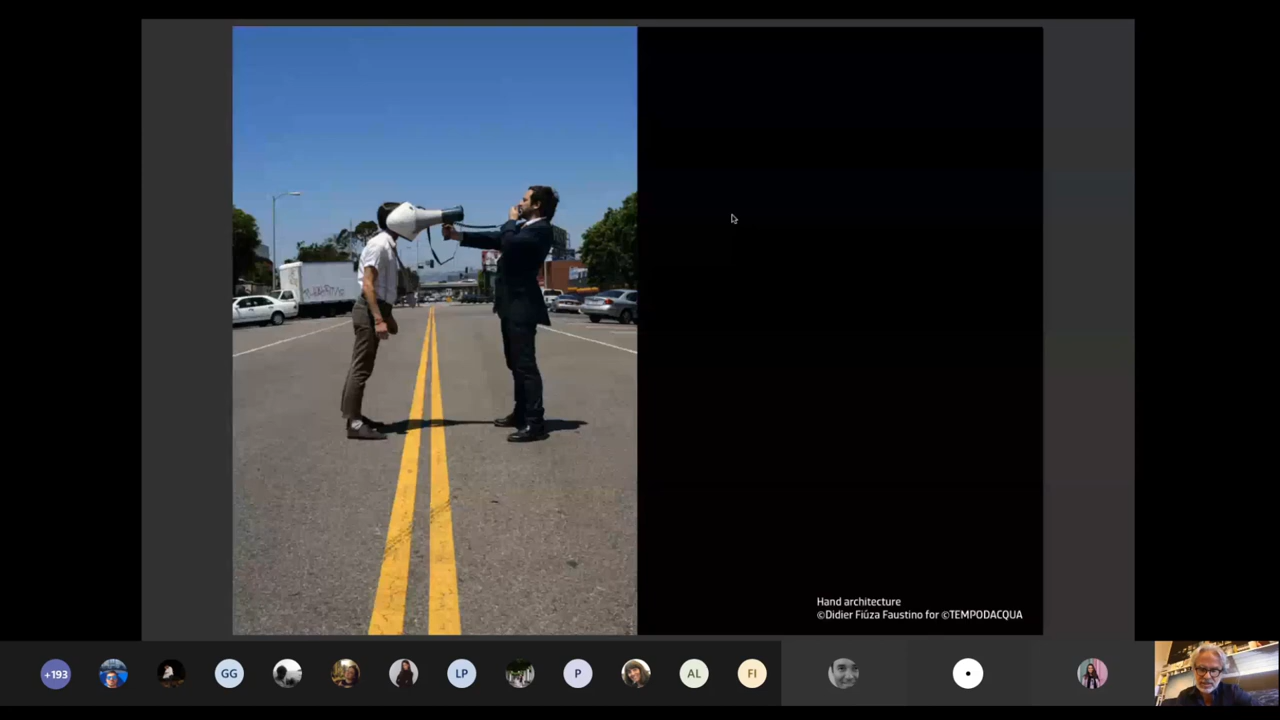 Hand architecture
©Didier Fiúza Faustino for ©TEMPODACQUA
+193
GG
LP
P
AL
FI